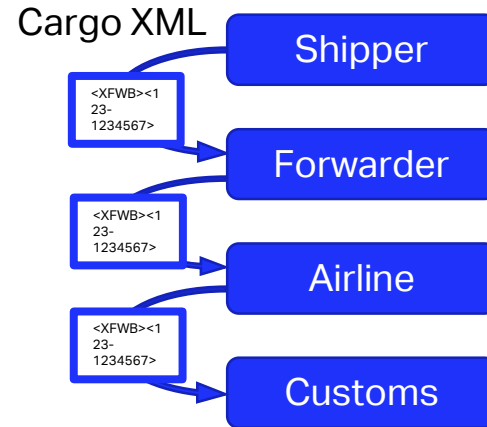 Cargo XML
Shipper
<XFWB><1
23-
1234567>
Forwarder
<XFWB><1
23-
1234567>
Airline
<XFWB><1
23-
1234567>
Customs